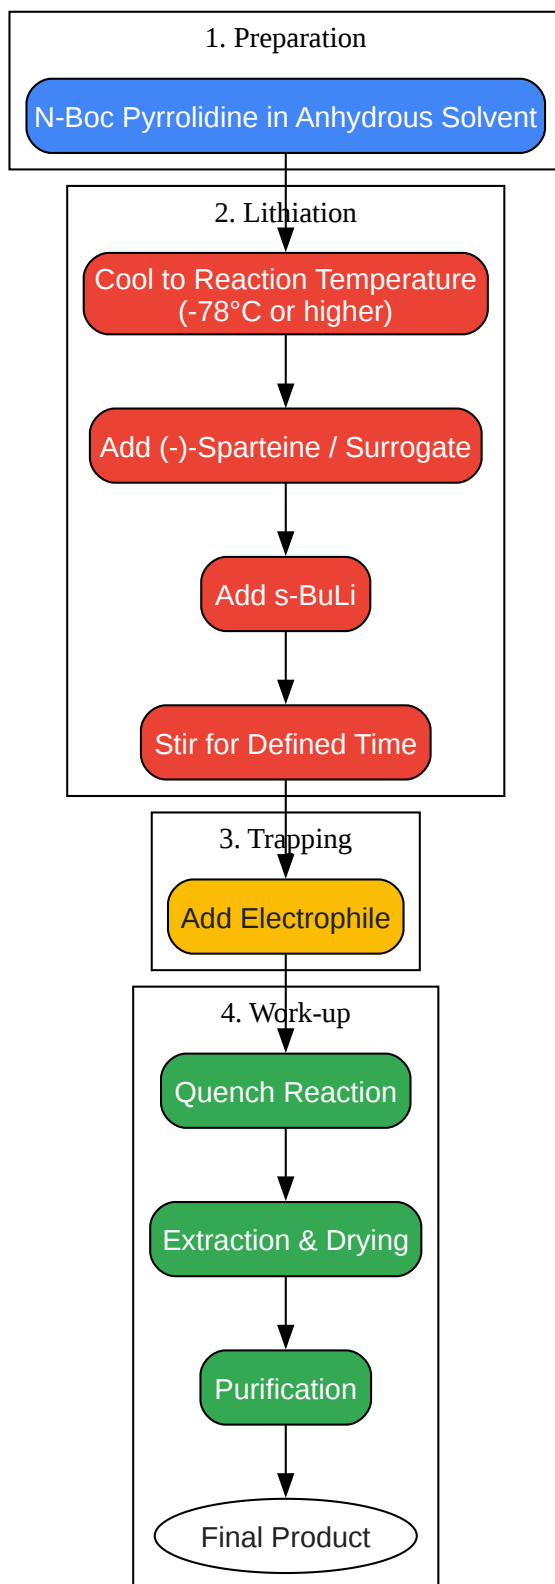 1. Preparation
N-Boc Pyrrolidine in Anhydrous Solvent
2. Lithiation
Cool to Reaction Temperature
(-78°C or higher)
Add (-)-Sparteine / Surrogate
Add s-BuLi
Stir for Defined Time
3. Trapping
Add Electrophile
4. Work-up
Quench Reaction
Extraction & Drying
Purification
Final Product